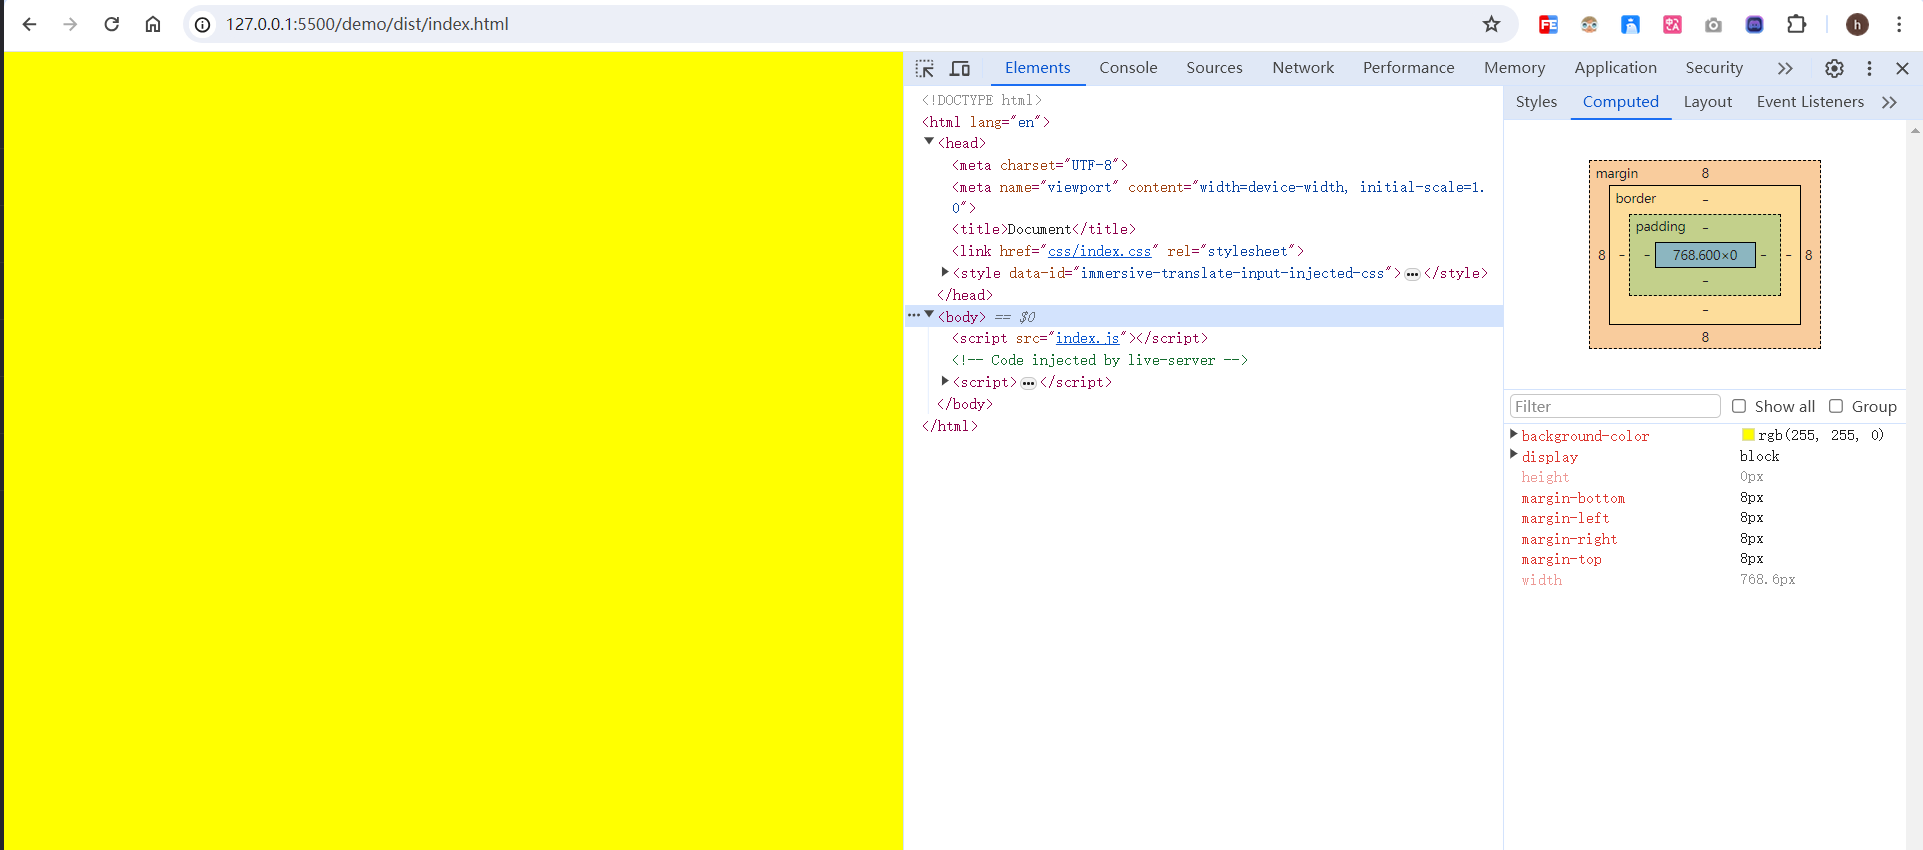 127.0.0.1:5500/demo/dist/index.html
h
Elements Console Sources Network Performance Memory Application Security
<!DOCTYPE html>
<html lang="en">
<head>
<meta charset="UTF-8">
<meta name="viewport" content="width=device-width, initial-scale=1.
0">
<title>Document</title>
<link href="css/index.css" rel="stylesheet">
<style data-id="immersive-translate-input-injected-css">•••</style>
</head>
••• <body> == $0
<script src="index.js"></script>
<!-- Code injected by live-server -->
<script>•••</script>
</body>
</html>
Styles Computed Layout Event Listeners
margin 8
border -
padding -
8 - - 768.600×0 - - 8
-
-
8
Filter Show all Group
background-color rgb(255, 255, 0)
display block
height 0px
margin-bottom 8px
margin-left 8px
margin-right 8px
margin-top 8px
width 768.6px